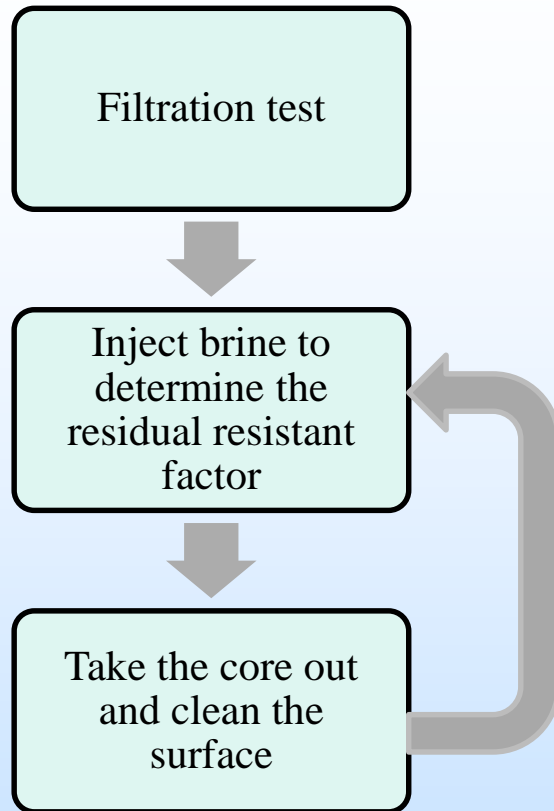 Filtration test
Inject brine to
determine the
residual resistant
factor
Take the core out
and clean the
surface